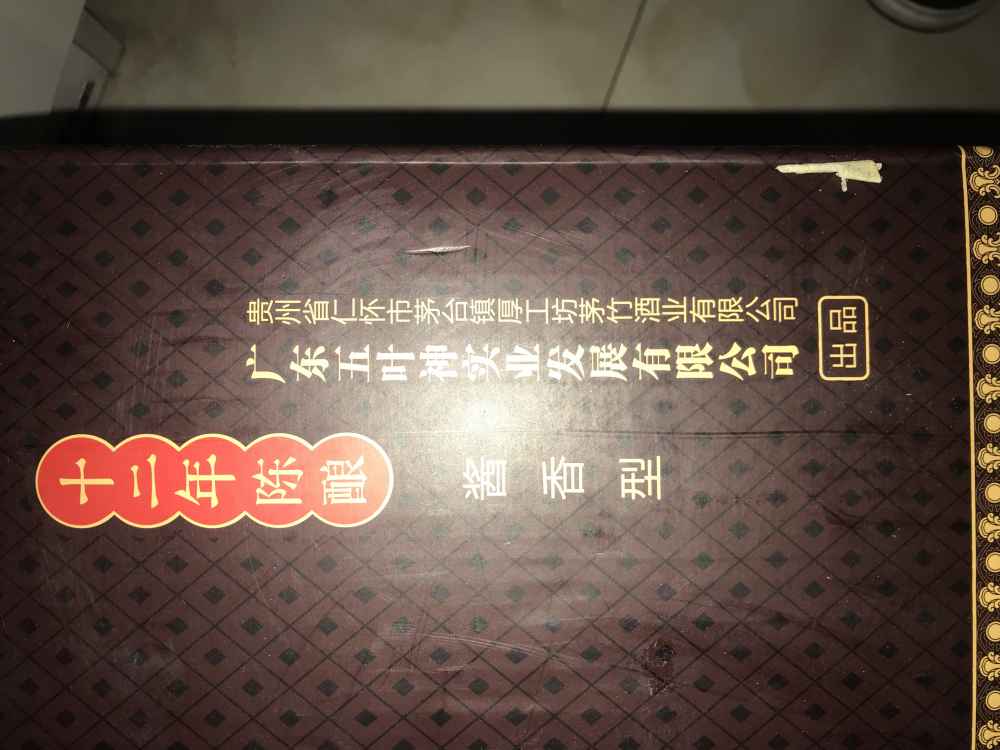 十二年陈酿
酱香型
贵州省仁怀市茅台镇厚工坊茅竹酒业有限公司
广东五叶神实业发展有限公司
出品